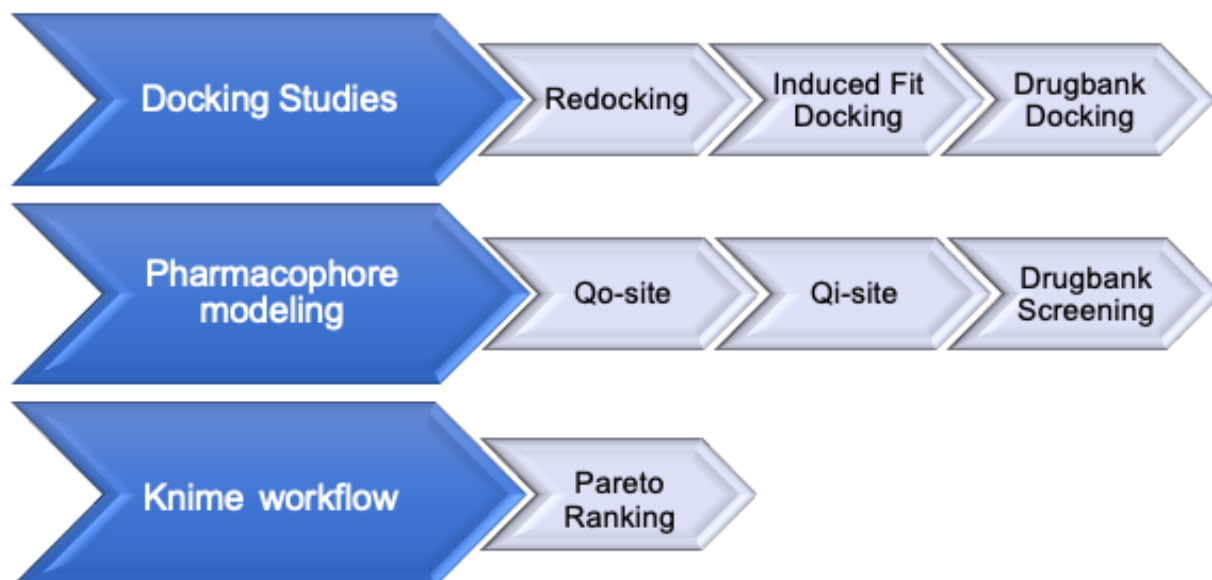 Docking Studies
Redocking
Induced Fit
Docking
Drugbank
Docking
Pharmacophore
modeling
Qo-site
Qi-site
Drugbank
Screening
Knime workflow
Pareto
Ranking